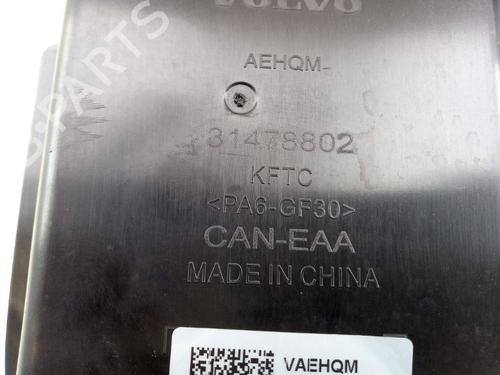 VOLVO
AEHQM
31478802
KFTC
<PA6-GF30>
CAN-EAA
MADE IN CHINA
VAEHQM